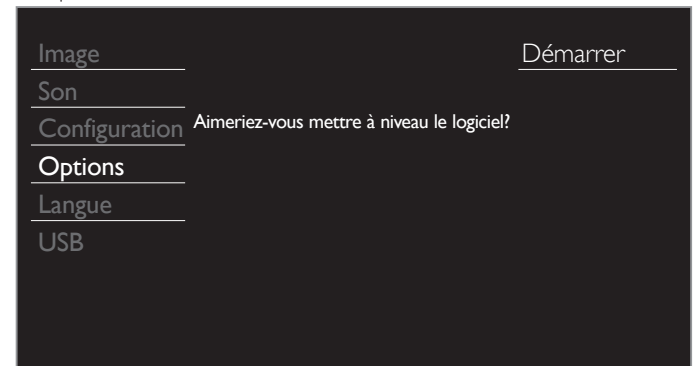 Image
Démarrer
Son
Configuration
Aimeriez-vous mettre à niveau le logiciel?
Options
Langue
USB